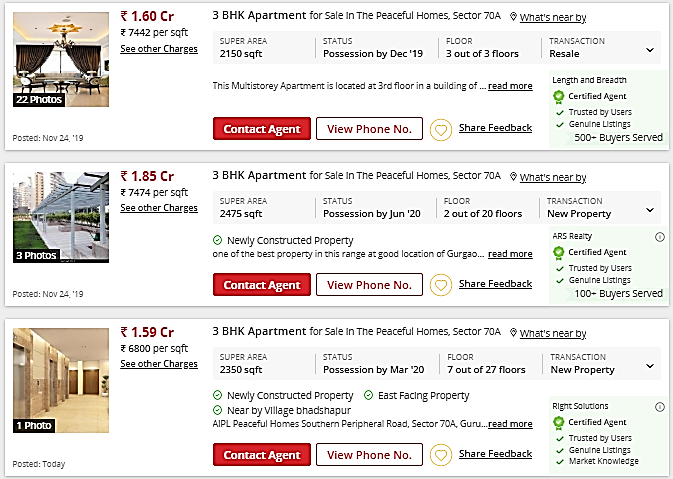 ₹ 1.60 Cr
₹ 7442 per sqft
See other Charges
22 Photos
Posted: Nov 24, '19
3 BHK Apartment for Sale In The Peaceful Homes, Sector 70A What's near by
SUPER AREA STATUS FLOOR TRANSACTION
2150 sqft Possession by Dec '19 3 out of 3 floors Resale
This Multistorey Apartment is located at 3rd floor in a building of ... read more
Contact Agent View Phone No. Share Feedback
Length and Breadth
Certified Agent
Trusted by Users
Genuine Listings
500+ Buyers Served
₹ 1.85 Cr
₹ 7474 per sqft
See other Charges
3 Photos
Posted: Nov 24, '19
3 BHK Apartment for Sale In The Peaceful Homes, Sector 70A What's near by
SUPER AREA STATUS FLOOR TRANSACTION
2475 sqft Possession by Jun '20 2 out of 20 floors New Property
Newly Constructed Property
one of the best property in this range at good location of Gurgao... read more
Contact Agent View Phone No. Share Feedback
ARS Realty
Certified Agent
Trusted by Users
Genuine Listings
100+ Buyers Served
₹ 1.59 Cr
₹ 6800 per sqft
See other Charges
1 Photo
Posted: Today
3 BHK Apartment for Sale In The Peaceful Homes, Sector 70A What's near by
SUPER AREA STATUS FLOOR TRANSACTION
2350 sqft Possession by Mar '20 7 out of 27 floors New Property
Newly Constructed Property East Facing Property
Near by Village bhadshapur
AIPL Peaceful Homes Southern Peripheral Road, Sector 70A, Guru...read more
Contact Agent View Phone No. Share Feedback
Right Solutions
Certified Agent
Trusted by Users
Genuine Listings
Market Knowledge